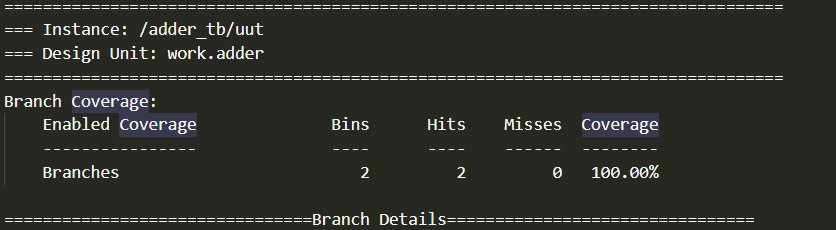 =================================================================================
=== Instance: /adder_tb/uut
=== Design Unit: work.adder
=================================================================================
Branch Coverage:
    Enabled Coverage              Bins      Hits    Misses  Coverage
    ----------------              ----      ----    ------  --------
    Branches                         2         2         0   100.00%
================================Branch Details================================